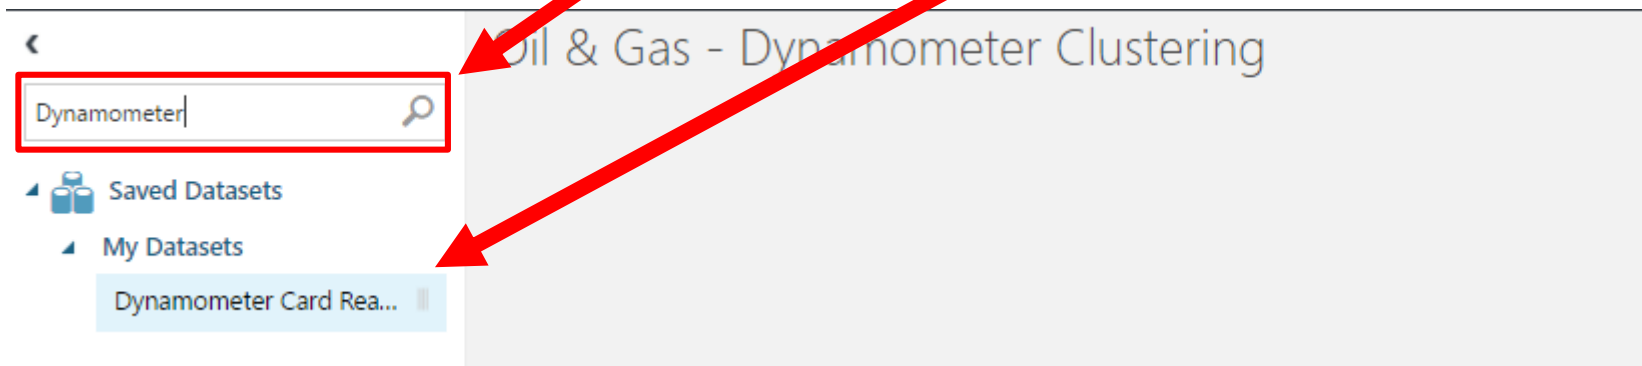 Oil & Gas - Dynamometer Clustering
Dynamometer
Saved Datasets
My Datasets
Dynamometer Card Rea...